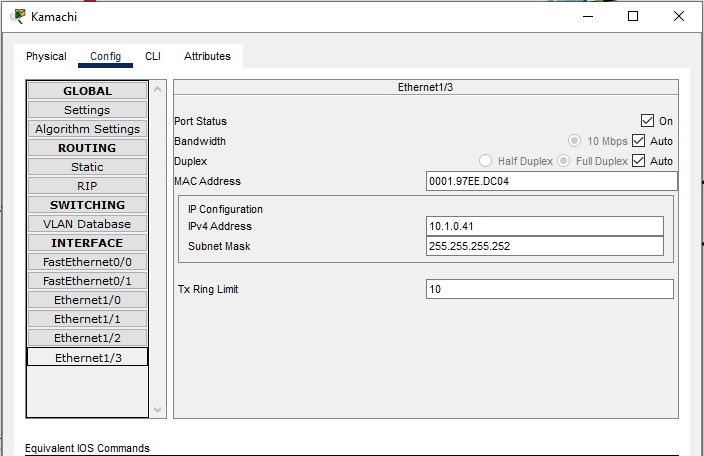 Kamachi
Physical Config CLI Attributes
GLOBAL
Settings
Algorithm Settings
ROUTING
Static
RIP
SWITCHING
VLAN Database
INTERFACE
FastEthernet0/0
FastEthernet0/1
Ethernet1/0
Ethernet1/1
Ethernet1/2
Ethernet1/3
Ethernet1/3
Port Status On
Bandwidth 10 Mbps Auto
Duplex Half Duplex Full Duplex Auto
MAC Address 0001.97EE.DC04
IP Configuration
IPv4 Address 10.1.0.41
Subnet Mask 255.255.255.252
Tx Ring Limit 10
Equivalent IOS Commands